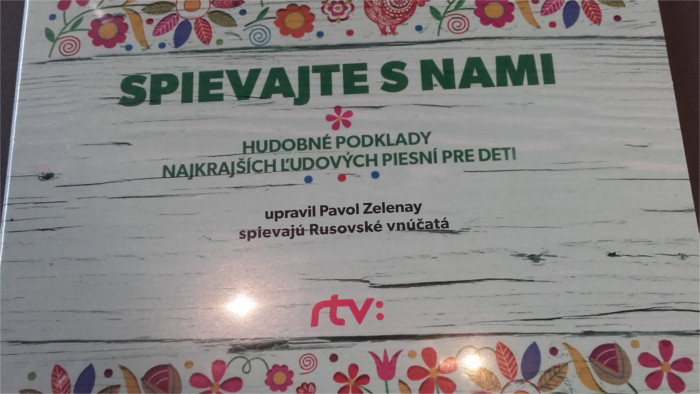 SPIEVAJTE S NAMI
HUDOBNÉ PODKLADY
NAJKRAJŠÍCH ĽUDOVÝCH PIESNÍ PRE DETI
upravil Pavol Zelenay
spievajú Rusovské vnúčatá
rtv: